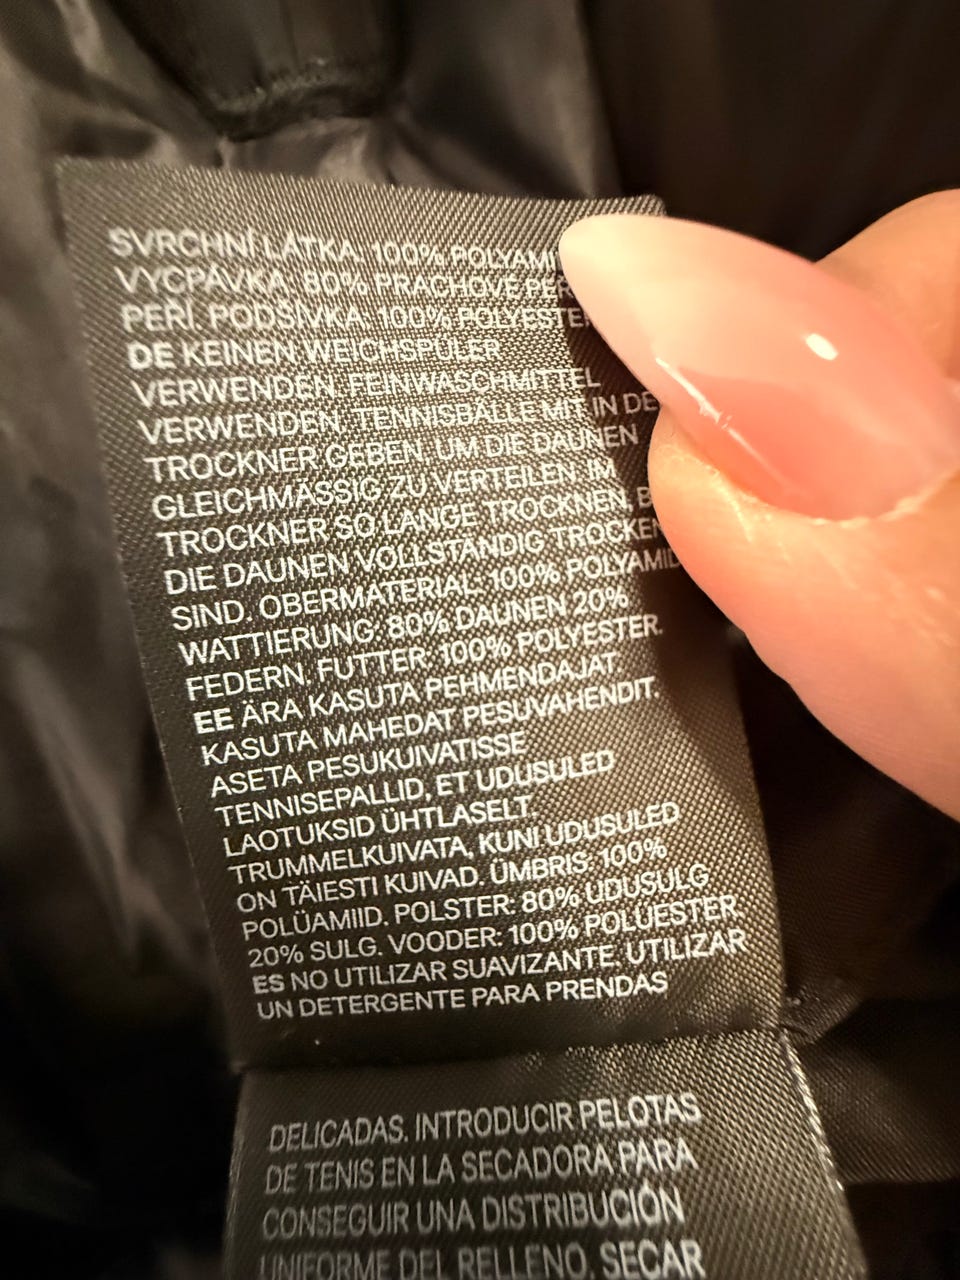 SVRCHNÍ LÁTKA: 100%
VYCPÁVKA: 80% PRACHOVÉ
PEŘÍ. PODŠÍVKA: 100%
DE KEINEN WEICHSPÜLER
VERWENDEN. FEINWASCHMITTEL
VERWENDEN. TENNISBÄLLE MIT IN
TROCKNER GEBEN, UM DIE DAUNEN
GLEICHMÄSSIG ZU VERTEILEN. IM
TROCKNER SO LANGE TROCKNEN,
DIE DAUNEN VOLLSTÄNDIG
SIND. OBERMATERIAL: 100% POLYAMID.
WATTIERUNG: 80% DAUNEN 20%
FEDERN. FUTTER: 100% POLYESTER.
EE ÄRA KASUTA PEHMENDAJAT.
KASUTA MAHEDAT PESUVAHENDIT.
ASETA PESUKUIVATISSE
TENNISEPALLID, ET UDUSULED
LAOTUKSID ÜHTLASELT.
TRUMMELKUIVATA, KUNI UDUSULED
ON TÄIESTI KUIVAD. ÜMBRIS: 100%
POLÜAMIID. POLSTER: 80% UDUSULG
20% SULG. VOODER: 100% POLÜESTER.
ES NO UTILIZAR SUAVIZANTE. UTILIZAR
UN DETERGENTE PARA PRENDAS
DELICADAS. INTRODUCIR PELOTAS
DE TENIS EN LA SECADORA PARA
CONSEGUIR UNA DISTRIBUCIÓN
UNIFORME DEL RELLENO. SECAR